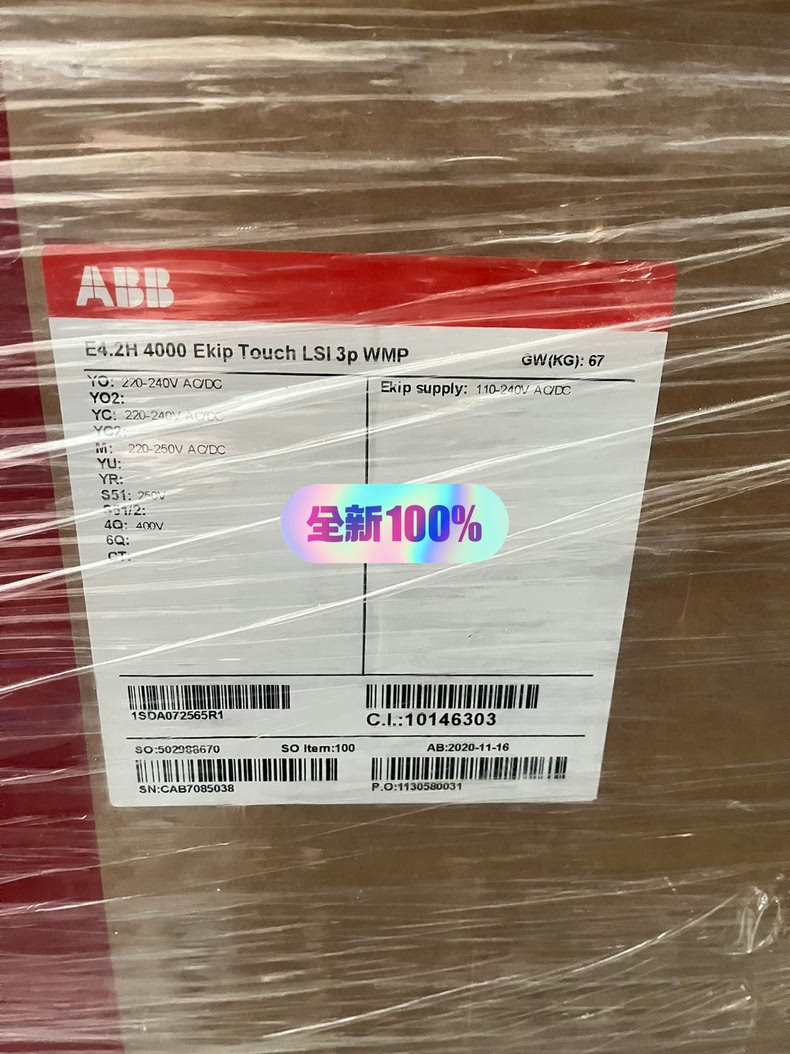 ABB
E4.2H 4000 Ekip Touch LSI 3p WMP
GW(KG): 67
YO: 220-240V AC/DC
YO2:
YC: 220-240V AC/DC
YC2:
M: 220-250V AC/DC
YU:
YR:
S51: 250V
S51/2:
4Q: 400V
6Q:
CT:
Ekip supply: 110-240V AC/DC
全新100%
1SDA072565R1
C.I.:10146303
SO:502988670
SO Item:100
AB:2020-11-16
SN:CAB7085038
P.O:1130580031